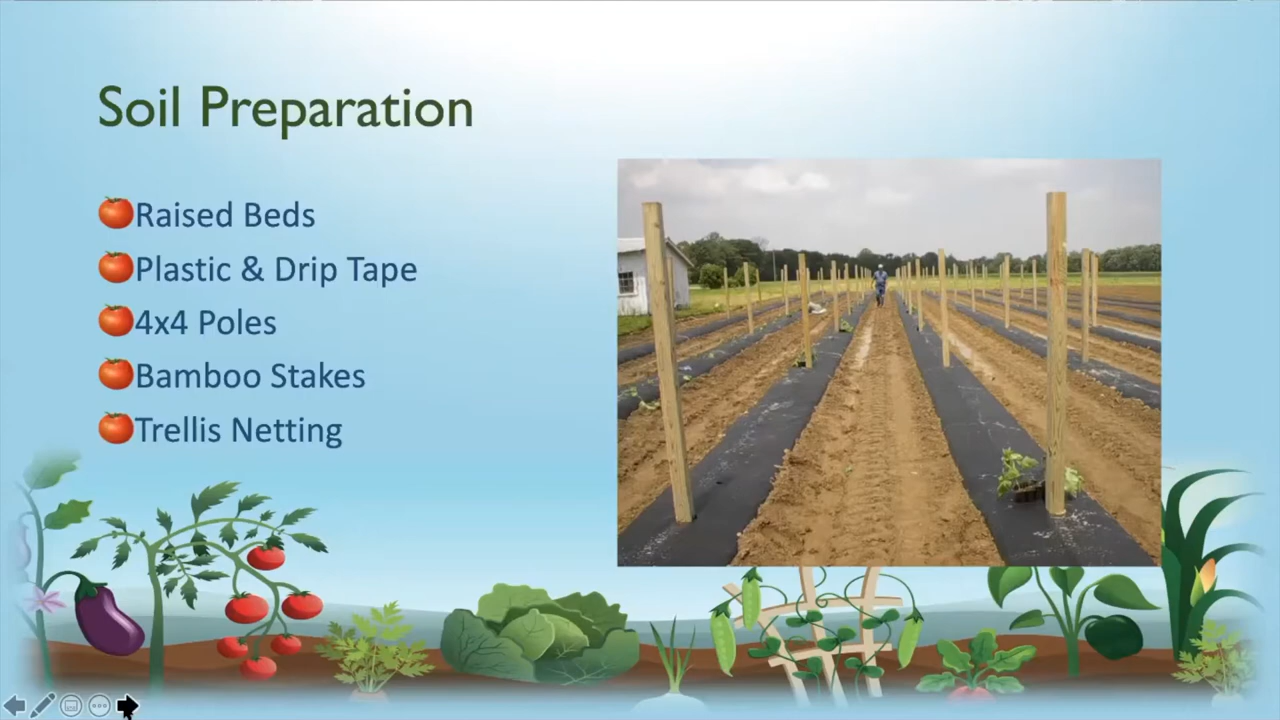 Soil Preparation
Raised Beds
Plastic & Drip Tape
4x4 Poles
Bamboo Stakes
Trellis Netting